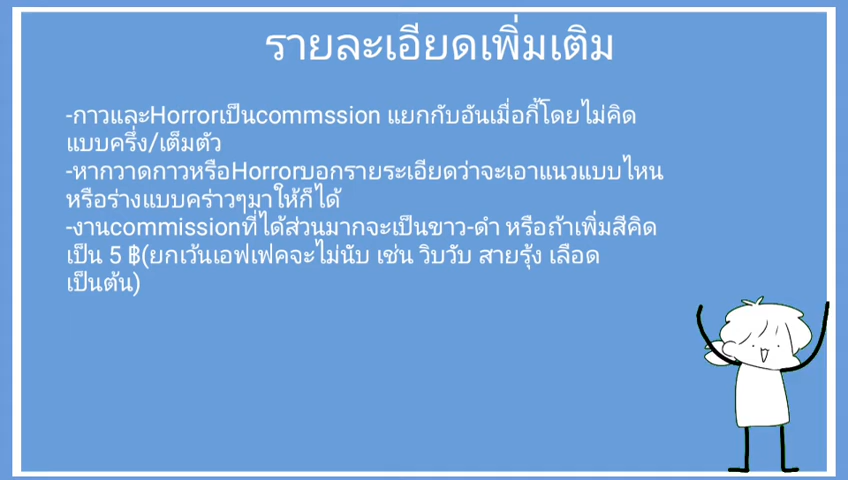 รายละเอียดเพิ่มเติม
-กาวและHorrorเป็นcommssion แยกกับอันเมื่อกี้โดยไม่คิด
แบบครึ่ง/เต็มตัว
-หากวาดกาวหรือHorrorบอกรายระเอียดว่าจะเอาแนวแบบไหน
หรือร่างแบบคร่าวๆมาให้ก็ได้
-งานcommissionที่ได้ส่วนมากจะเป็นขาว-ดำ หรือถ้าเพิ่มสีคิด
เป็น 5 ฿(ยกเว้นเอฟเฟคจะไม่นับ เช่น วิบวับ สายรุ้ง เลือด
เป็นต้น)